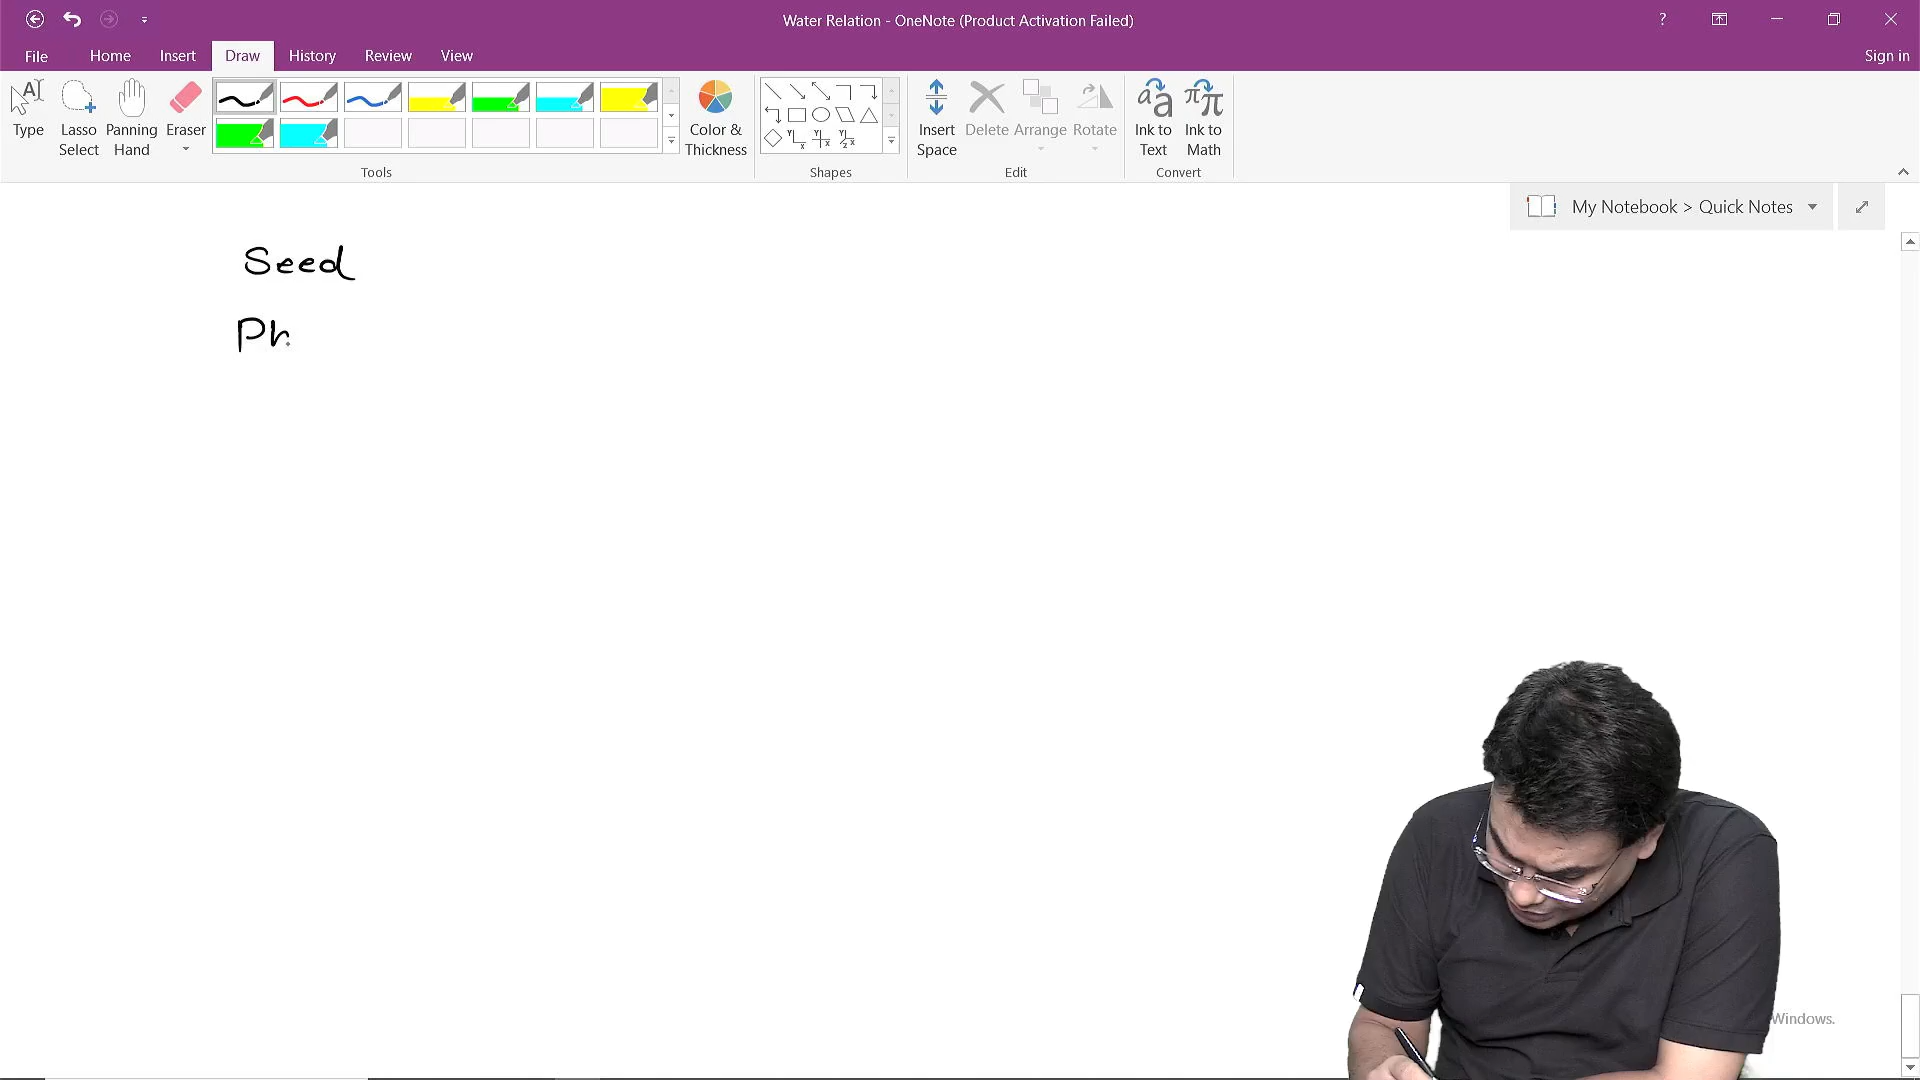 Water Relation - OneNote (Product Activation Failed)
?
File Home Insert Draw History Review View
Sign in
Type
Lasso Select
Panning Hand
Eraser
Color & Thickness
Insert Space
Delete
Arrange
Rotate
Ink to Text
Ink to Math
Tools
Shapes
Edit
Convert
My Notebook > Quick Notes
Seed
Ph
Windows.